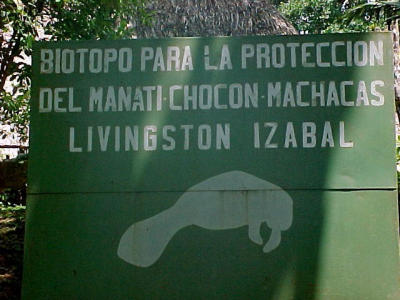 BIOTOPO PARA LA PROTECCION
DEL MANATI-CHOCON-MACHACAS
LIVINGSTON IZABAL